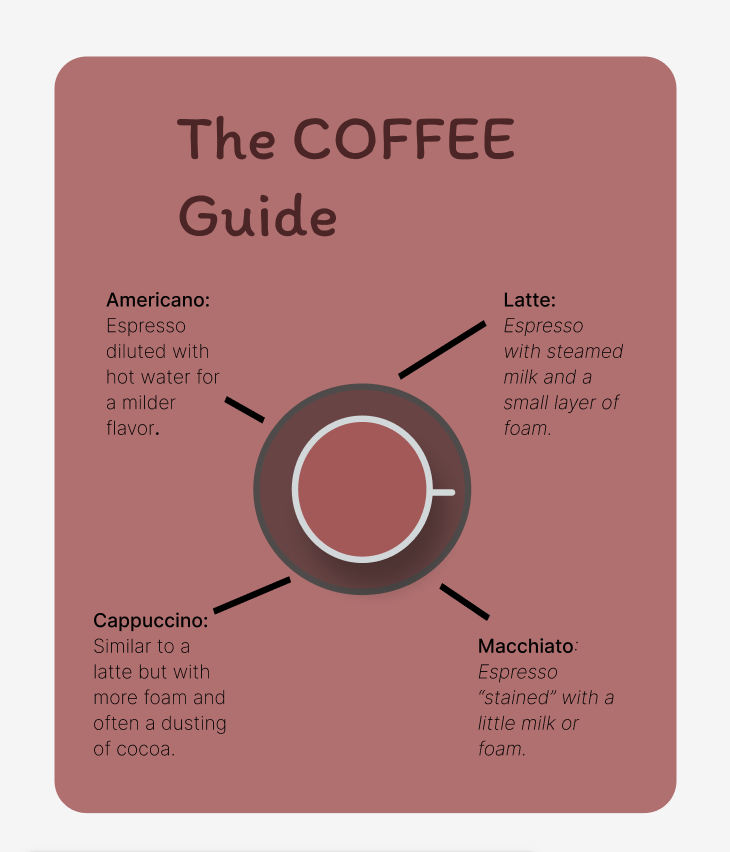 The COFFEE
Guide
Americano:
Espresso
diluted with
hot water for
a milder
flavor.
Latte:
Espresso
with steamed
milk and a
small layer of
foam.
Cappuccino:
Similar to a
latte but with
more foam and
often a dusting
of cocoa.
Macchiato:
Espresso
“stained” with a
little milk or
foam.